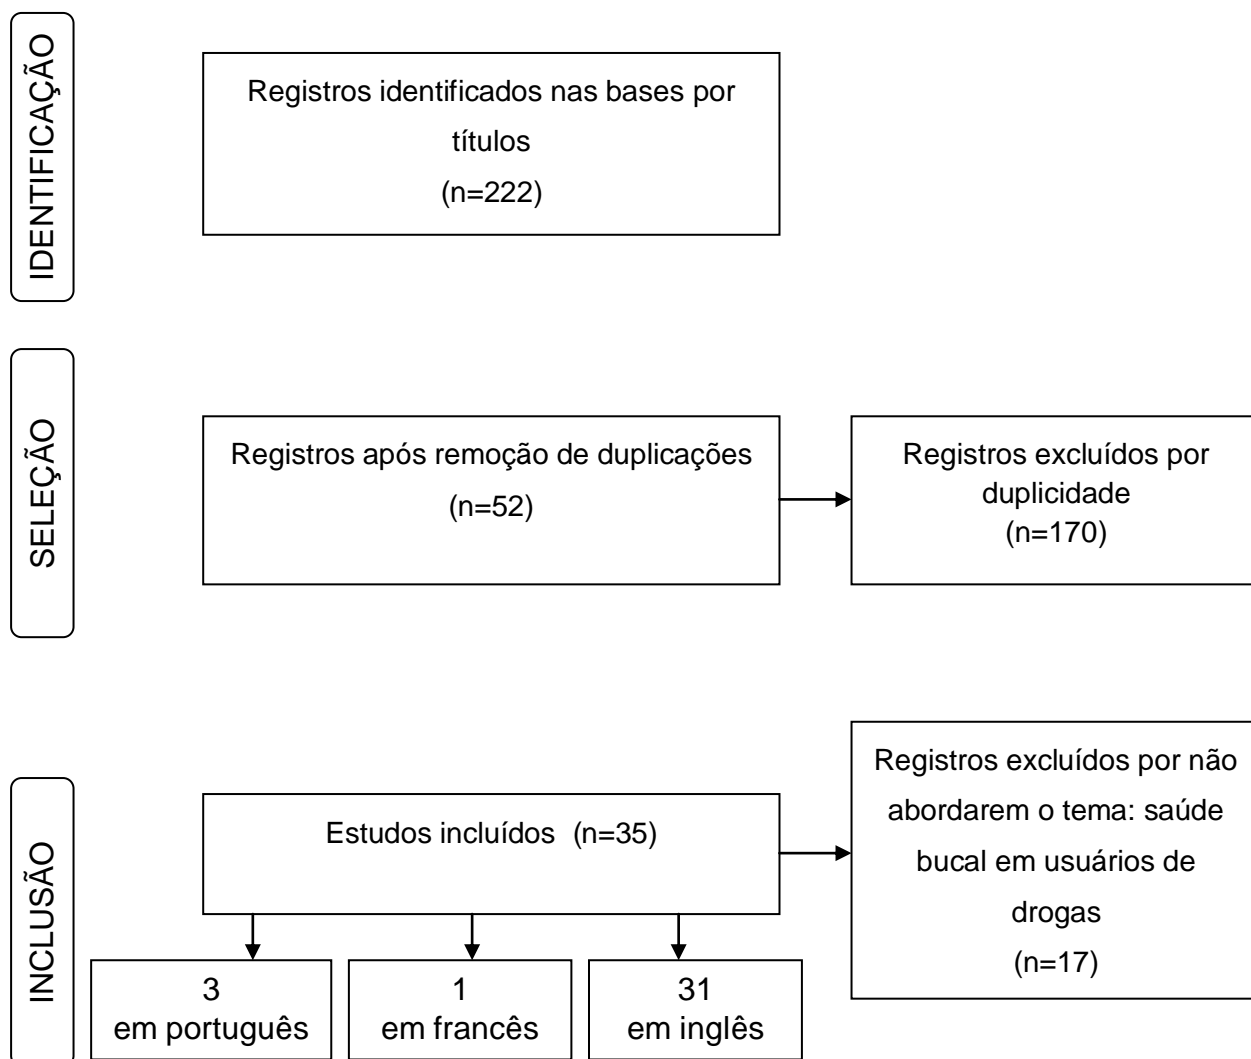 IDENTIFICAÇÃO
Registros identificados nas bases por
títulos
(n=222)
SELEÇÃO
Registros após remoção de duplicações
(n=52)
Registros excluídos por
duplicidade
(n=170)
INCLUSÃO
Estudos incluídos (n=35)
Registros excluídos por não
abordarem o tema: saúde
bucal em usuários de
drogas
(n=17)
3
em português
1
em francês
31
em inglês